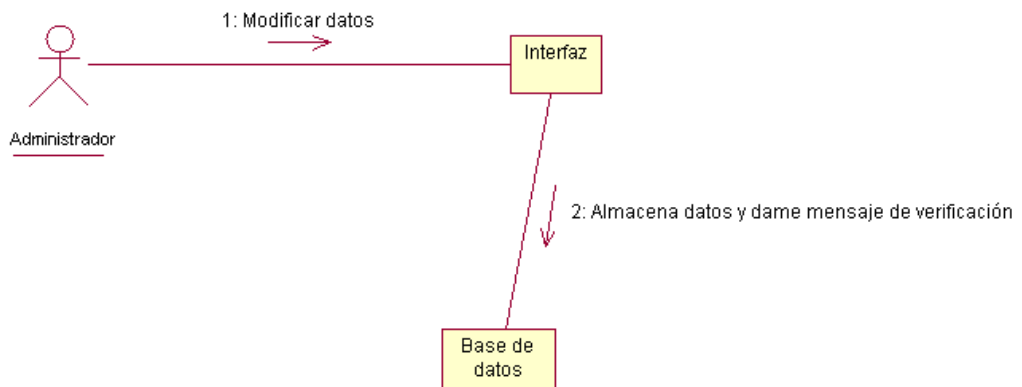 1: Modificar datos
Interfaz
Administrador
2: Almacena datos y dame mensaje de verificación
Base de
datos